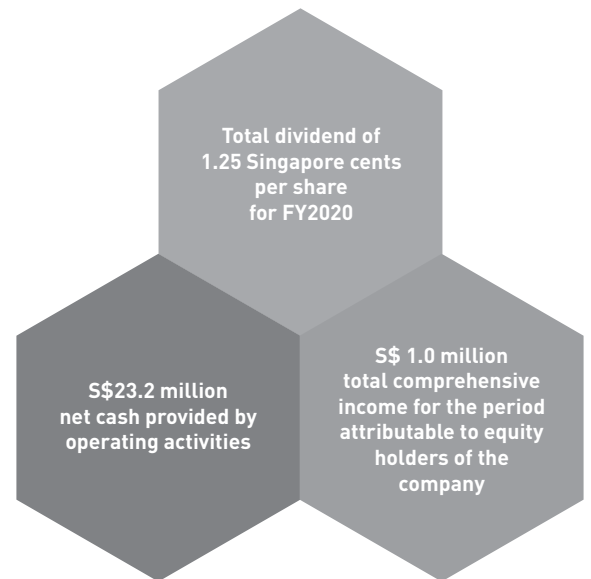 Total dividend of
1.25 Singapore cents
per share
for FY2020
S$23.2 million
net cash provided by
operating activities
S$ 1.0 million
total comprehensive
income for the period
attributable to equity
holders of the
company